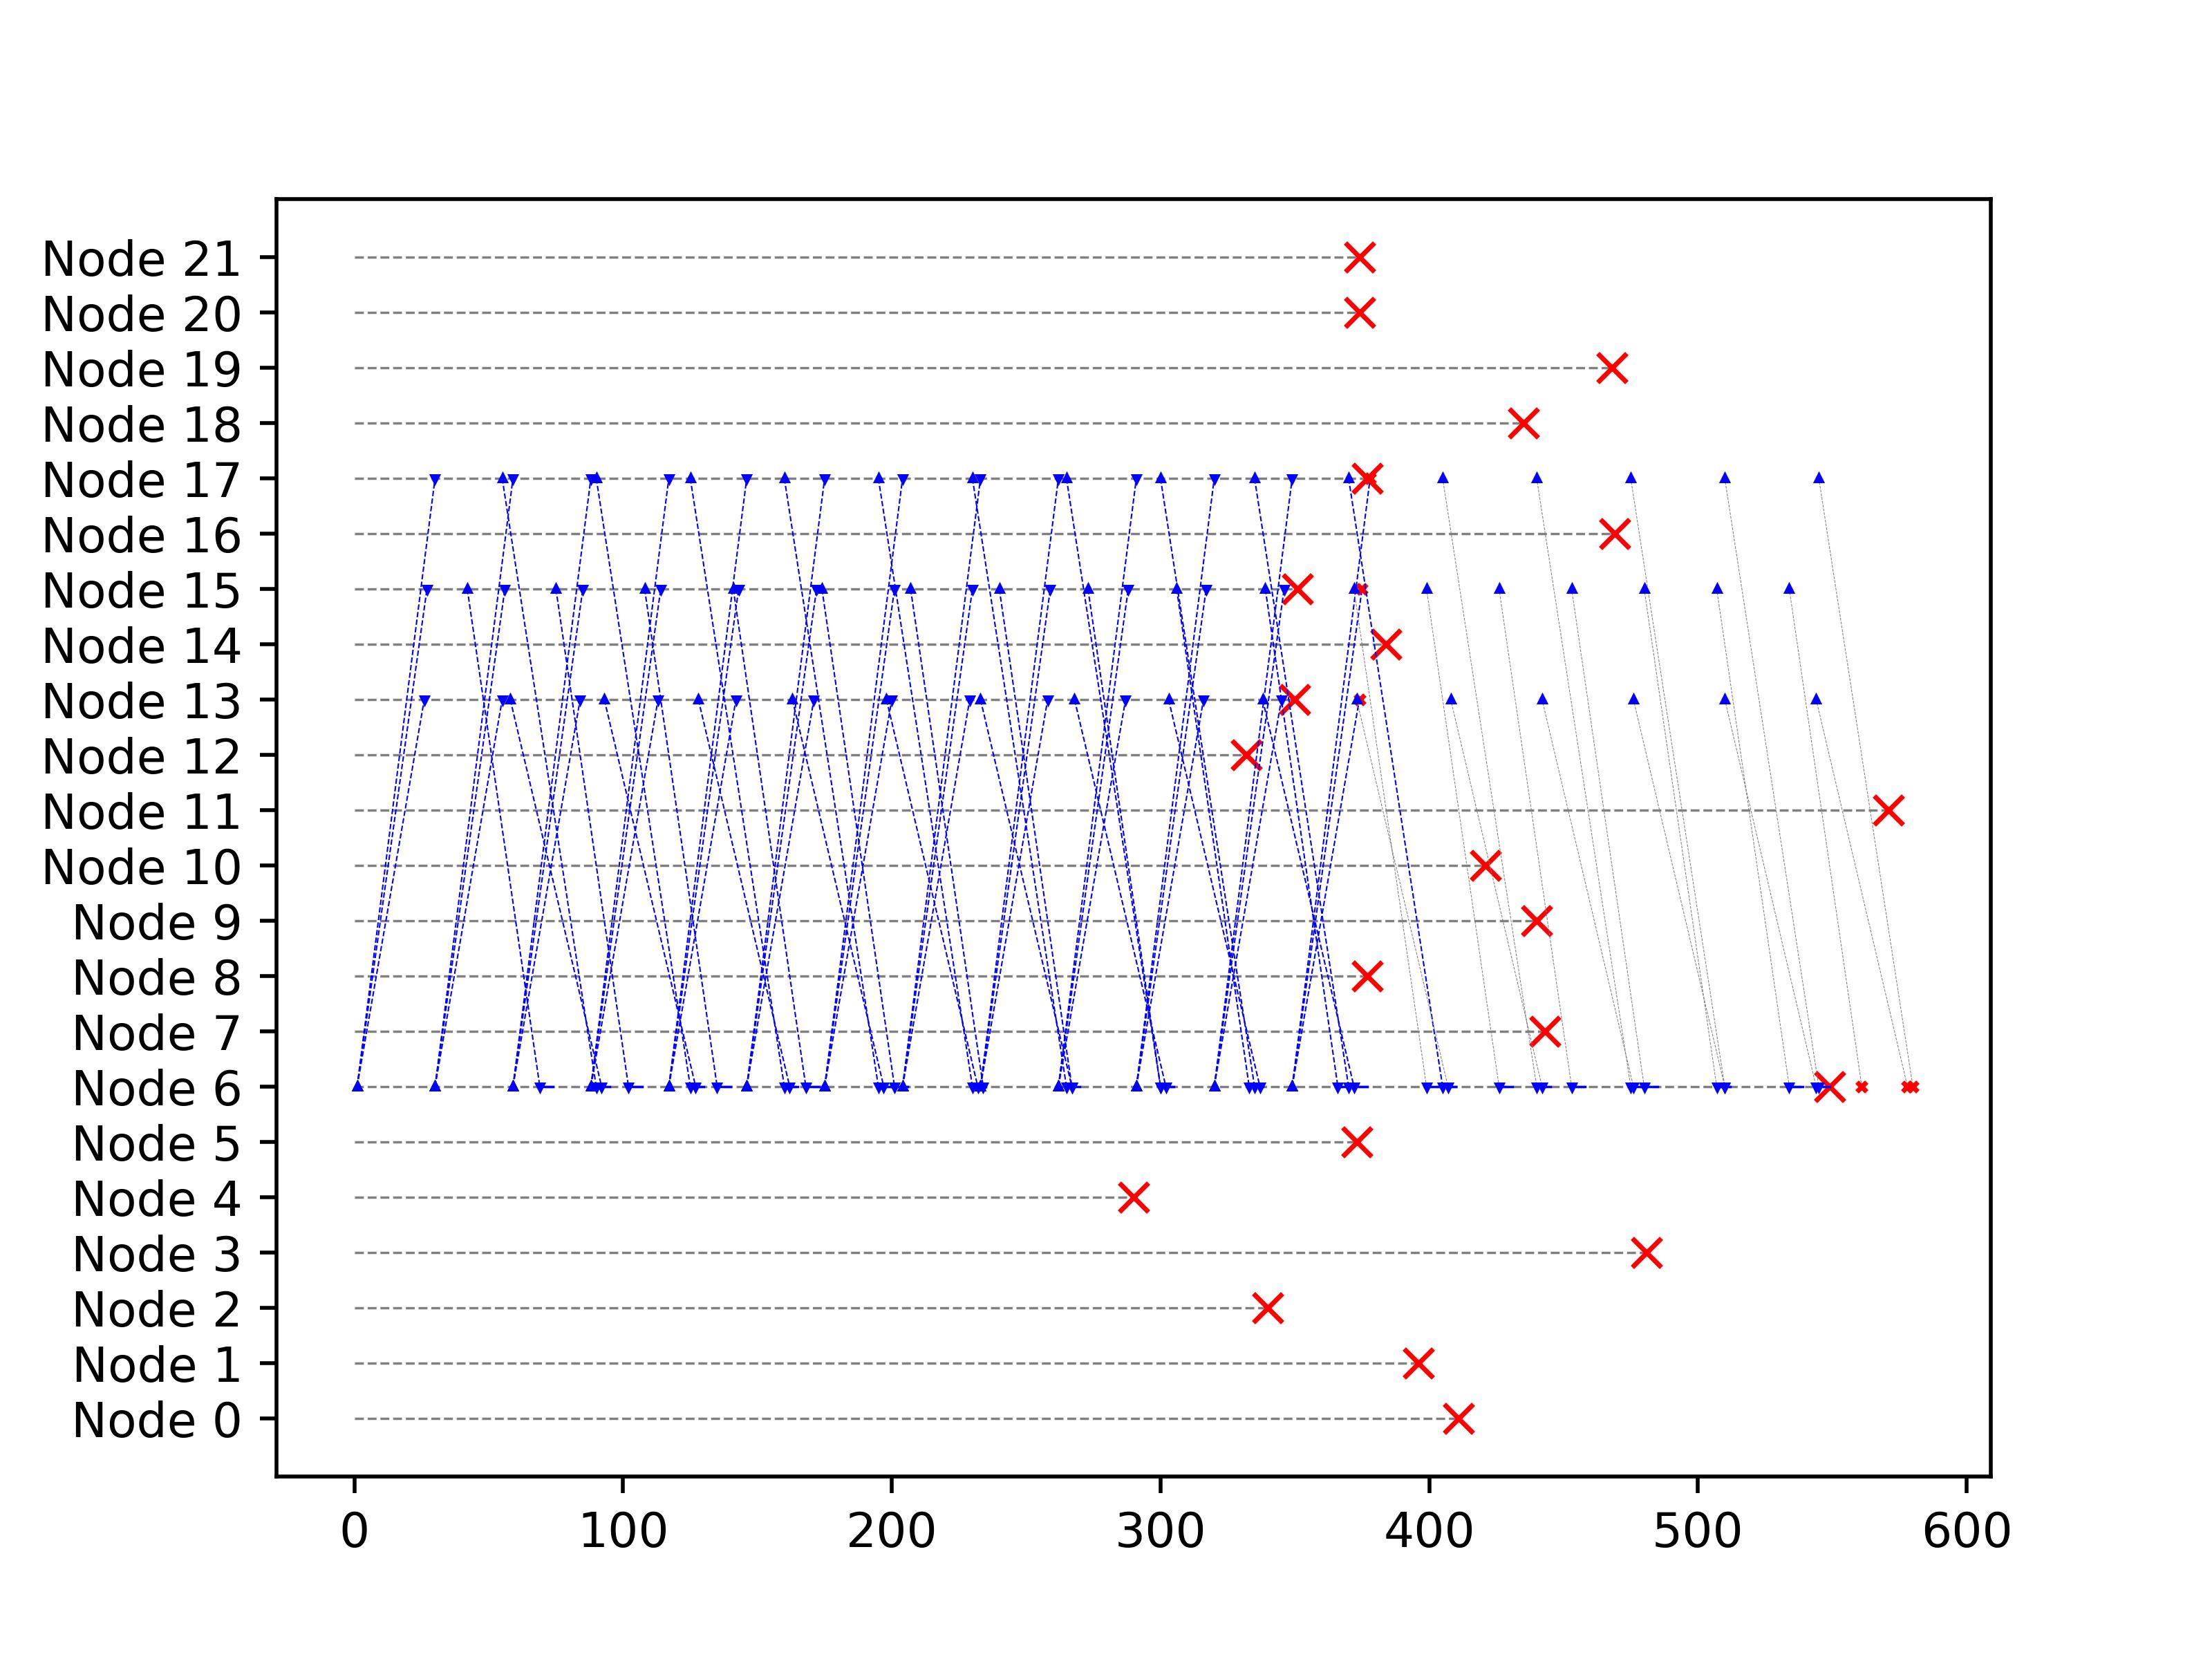 Node 21
Node 20
Node 19
Node 18
Node 17
Node 16
Node 15
Node 14
Node 13
Node 12
Node 11
Node 10
Node 9
Node 8
Node 7
Node 6
Node 5
Node 4
Node 3
Node 2
Node 1
Node 0
0 100 200 300 400 500 600